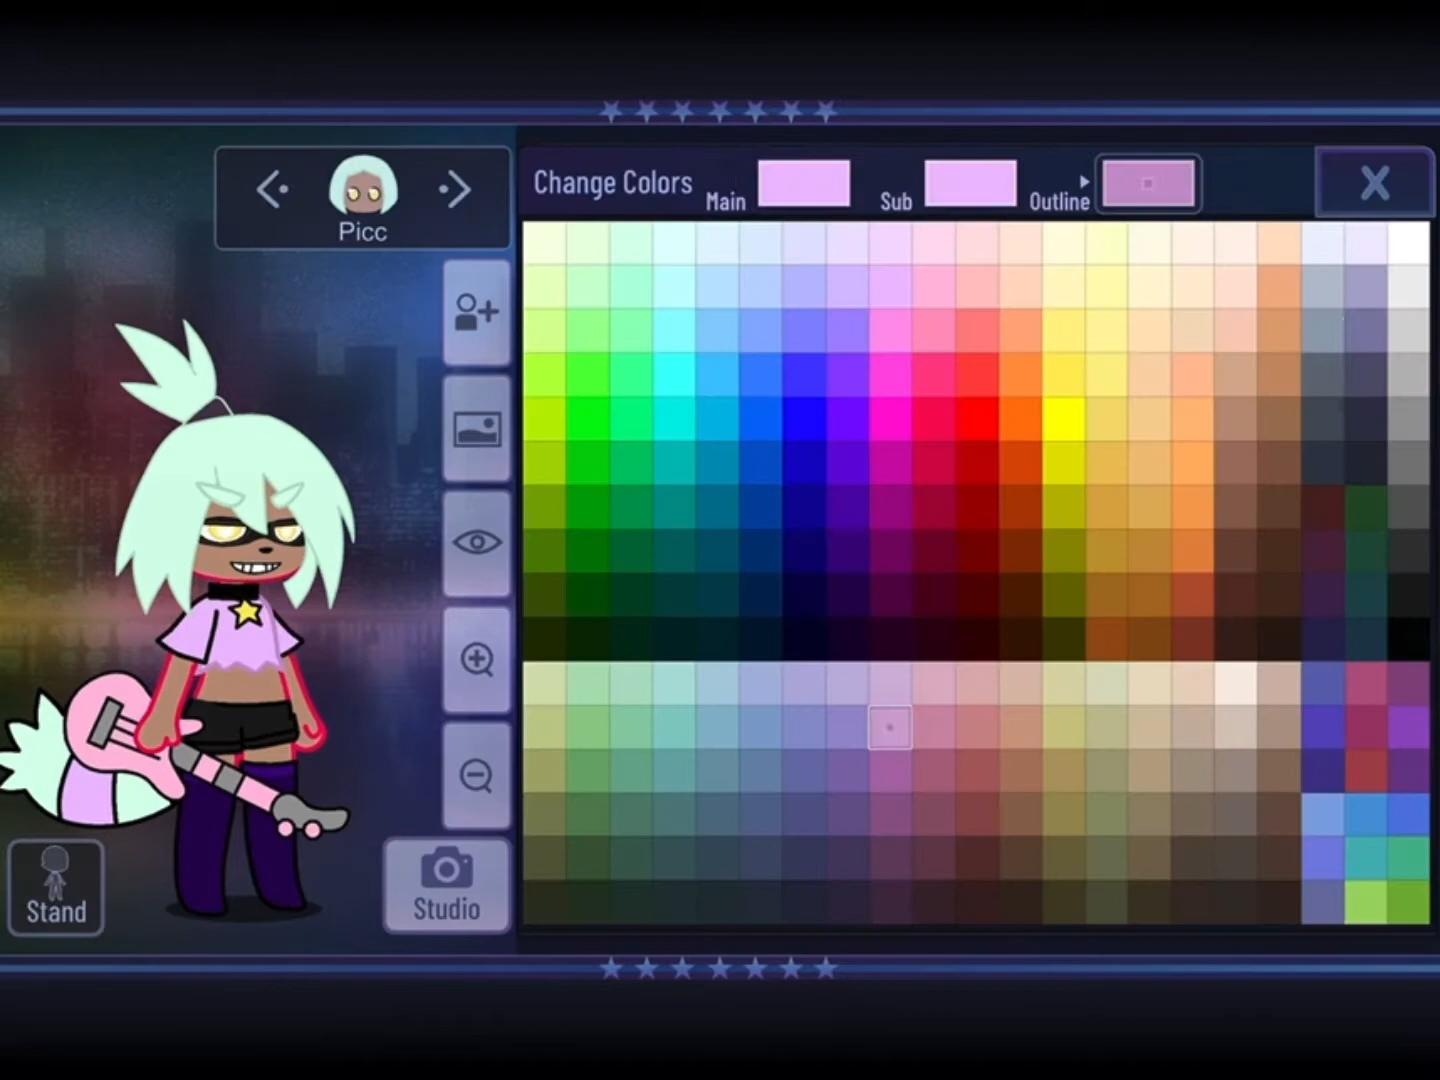 Picc
Change Colors
Main
Sub
Outline
X
Stand
Studio